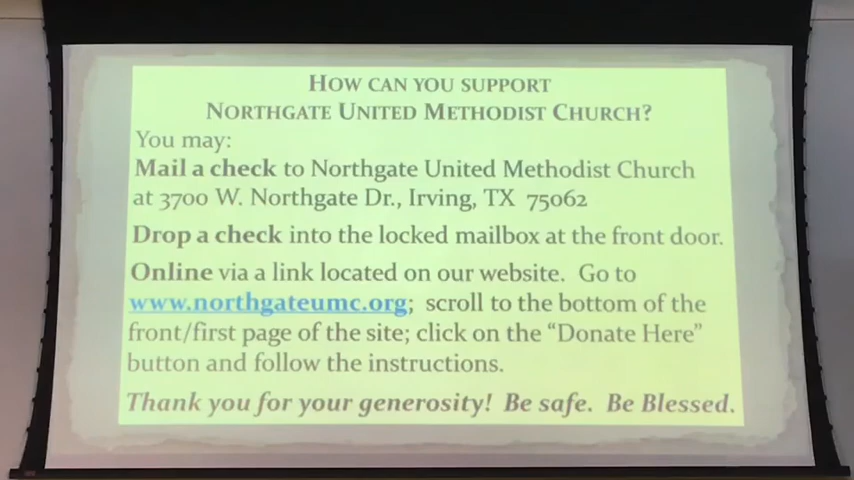 HOW CAN YOU SUPPORT
NORTHGATE UNITED METHODIST CHURCH?
You may:
Mail a check to Northgate United Methodist Church
at 3700 W. Northgate Dr., Irving, TX 75062
Drop a check into the locked mailbox at the front door.
Online via a link located on our website. Go to
www.northgateumc.org; scroll to the bottom of the
front/first page of the site; click on the “Donate Here”
button and follow the instructions.
Thank you for your generosity! Be safe. Be Blessed.